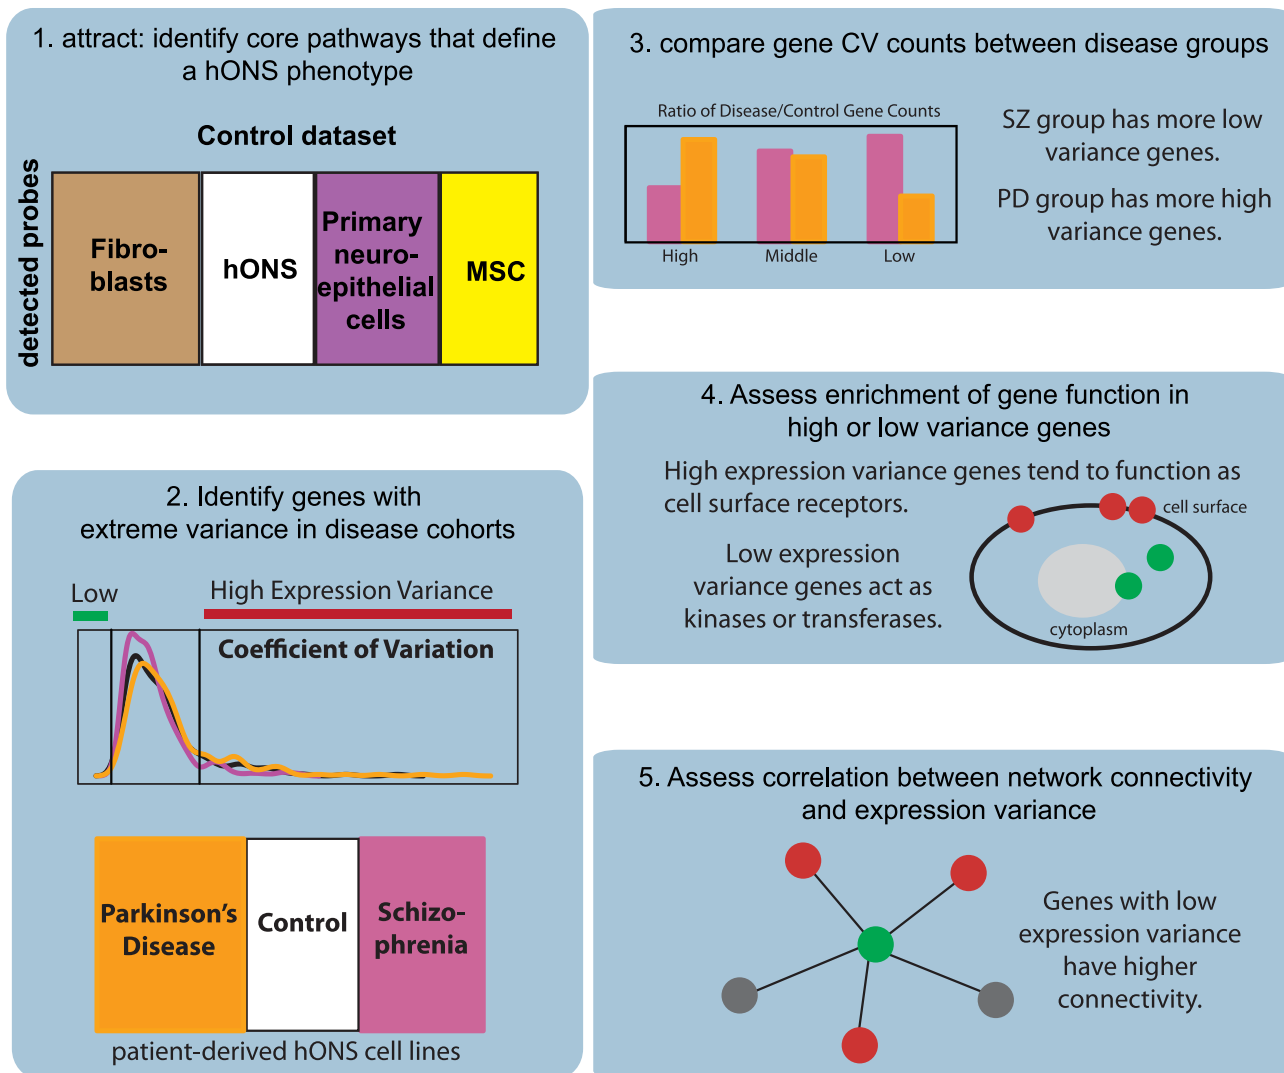 1. attract: identify core pathways that define
a hONS phenotype
Control dataset
detected probes
Fibro-
blasts
hONS
Primary
neuro-
epithelial
cells
MSC
2. Identify genes with
extreme variance in disease cohorts
Low
High Expression Variance
Coefficient of Variation
Parkinson’s
Disease
Control
Schizo-
phrenia
patient-derived hONS cell lines
3. compare gene CV counts between disease groups
Ratio of Disease/Control Gene Counts
High
Middle
Low
SZ group has more low
variance genes.
PD group has more high
variance genes.
4. Assess enrichment of gene function in
high or low variance genes
High expression variance genes tend to function as
cell surface receptors.
cell surface
Low expression
variance genes act as
kinases or transferases.
cytoplasm
5. Assess correlation between network connectivity
and expression variance
Genes with low
expression variance
have higher
connectivity.